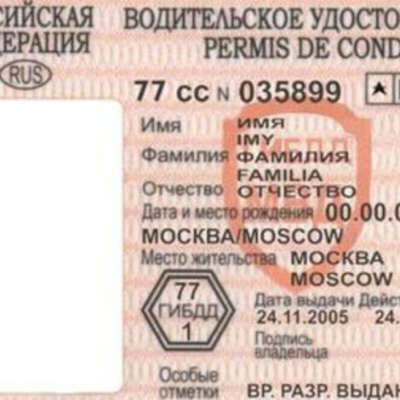 СИЙСКАЯ ВОДИТЕЛЬСКОЕ УДОСТО
ДЕРАЦИЯ PERMIS DE COND
RUS
77 СС N 035899 А
Имя ИМЯ
IMY
Фамилия ФАМИЛИЯ
FAMILIA
Отчество ОТЧЕСТВО
Дата и место рождения 00.00.0
МОСКВА/MOSCOW
Место жительства МОСКВА
MOSCOW
77
ГИБДД
1
Дата выдачи Дейст
24.11.2005 24.
Подпись
владельца
Особые
отметки ВР. РАЗР. ВЫДАН